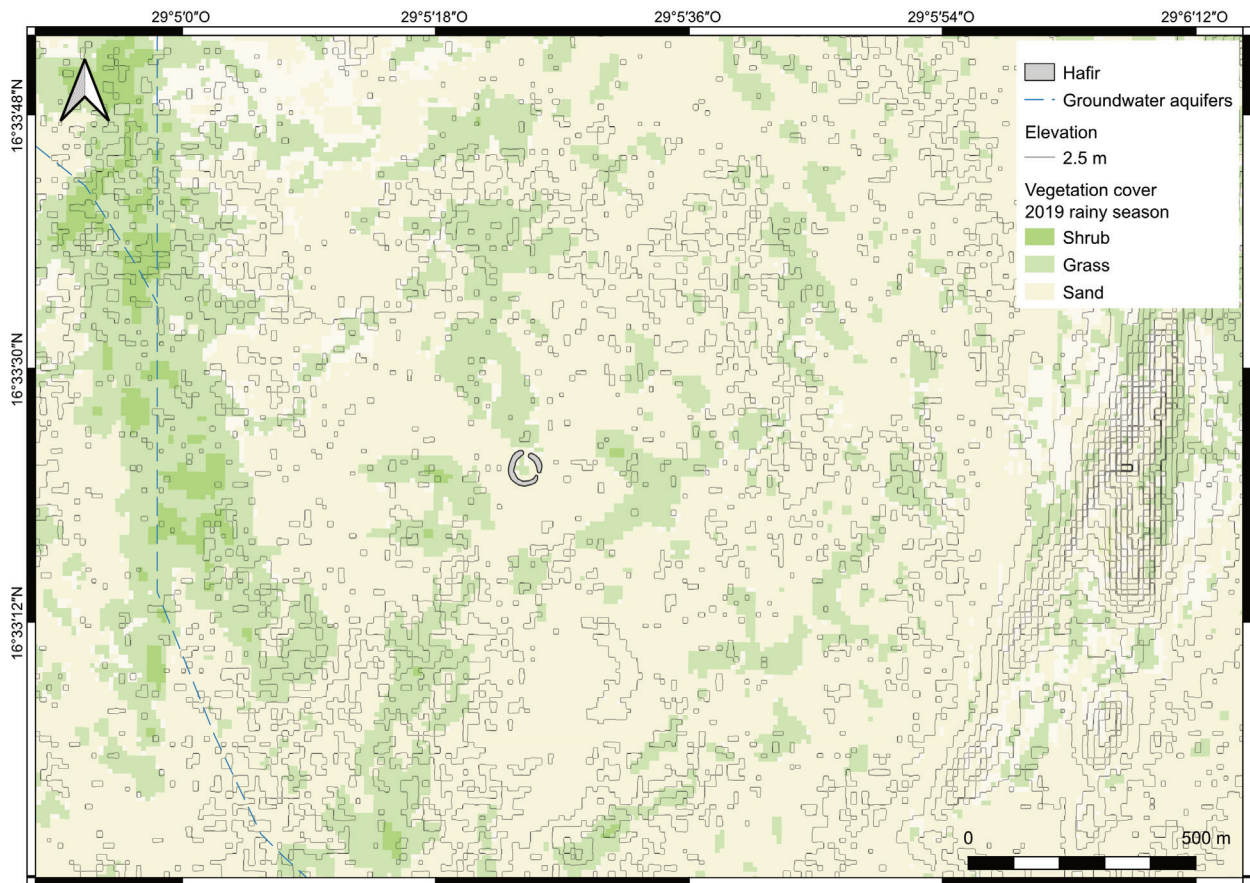 29°5'0"O
29°5'18"O
29°5'36"O
29°5'54"O
29°6'12"O
16°33'48"N
16°33'30"N
16°33'12"N
Hafir
Groundwater aquifers
Elevation
2.5 m
Vegetation cover
2019 rainy season
Shrub
Grass
Sand
0
500 m